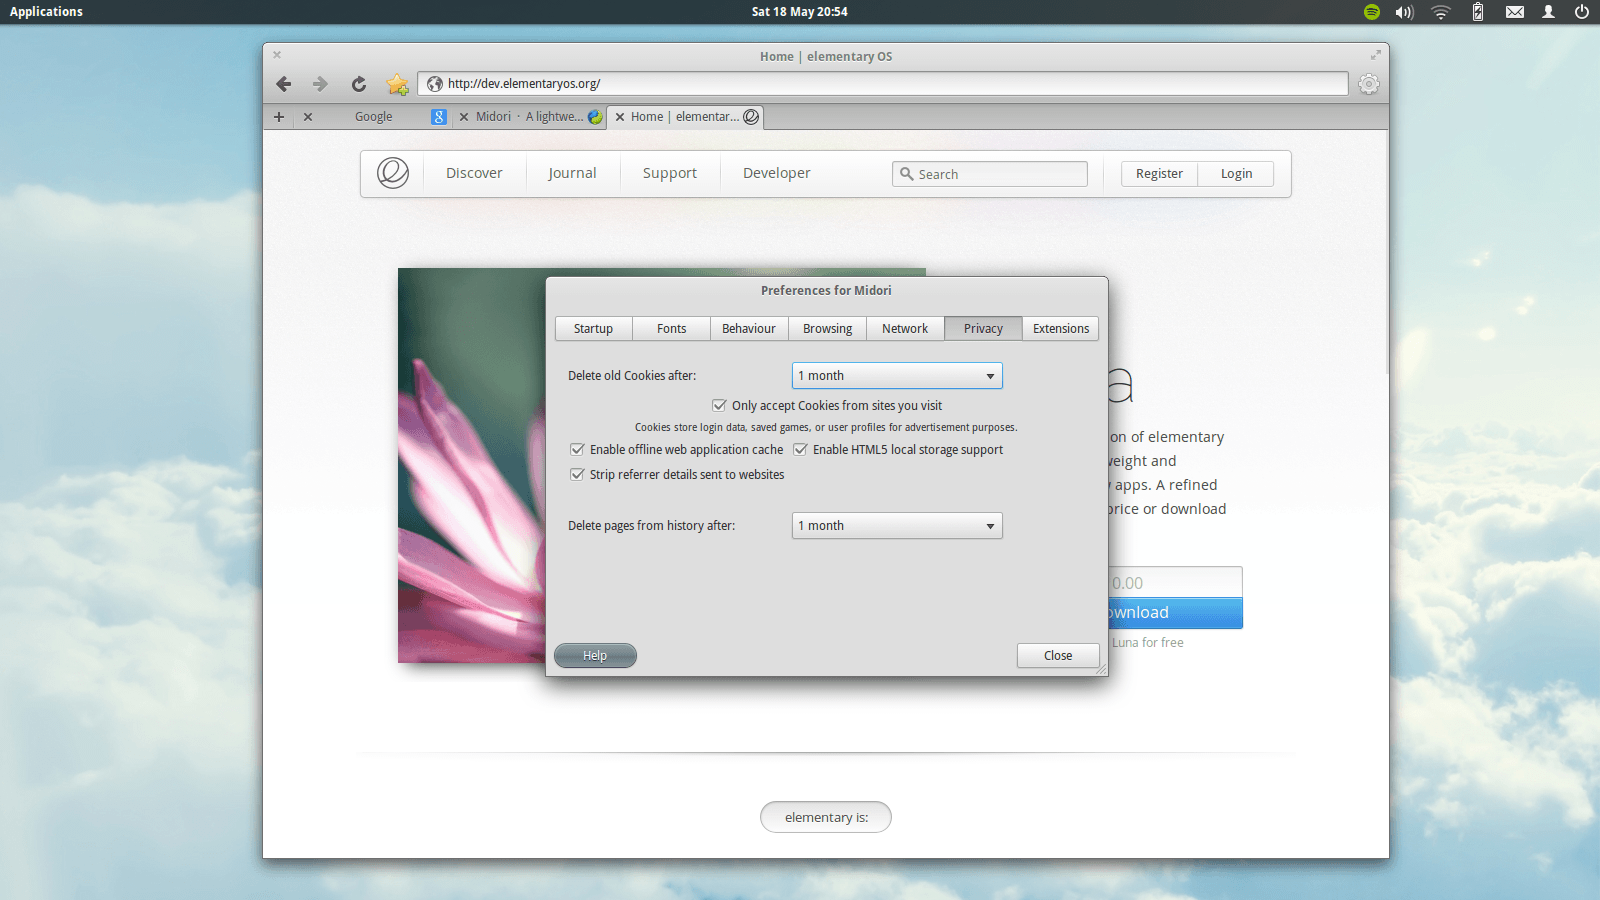 Applications
Sat 18 May 20:54
Home | elementary OS
http://dev.elementaryos.org/
Google
Midori · A lightwe...
Home | elementar...
Discover
Journal
Support
Developer
Search
Register
Login
Preferences for Midori
Startup
Fonts
Behaviour
Browsing
Network
Privacy
Extensions
Delete old Cookies after:
1 month
Only accept Cookies from sites you visit
Cookies store login data, saved games, or user profiles for advertisement purposes.
Enable offline web application cache
Enable HTML5 local storage support
Strip referrer details sent to websites
Delete pages from history after:
1 month
Help
Close
a
on of elementary
weight and
apps. A refined
price or download
0.00
ownload
Luna for free
elementary is: